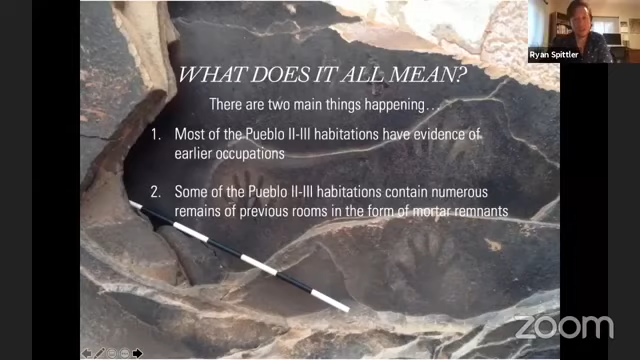 Ryan Spittler
WHAT DOES IT ALL MEAN?
There are two main things happening…
1. Most of the Pueblo II-III habitations have evidence of
earlier occupations
2. Some of the Pueblo II-III habitations contain numerous
remains of previous rooms in the form of mortar remnants
zoom